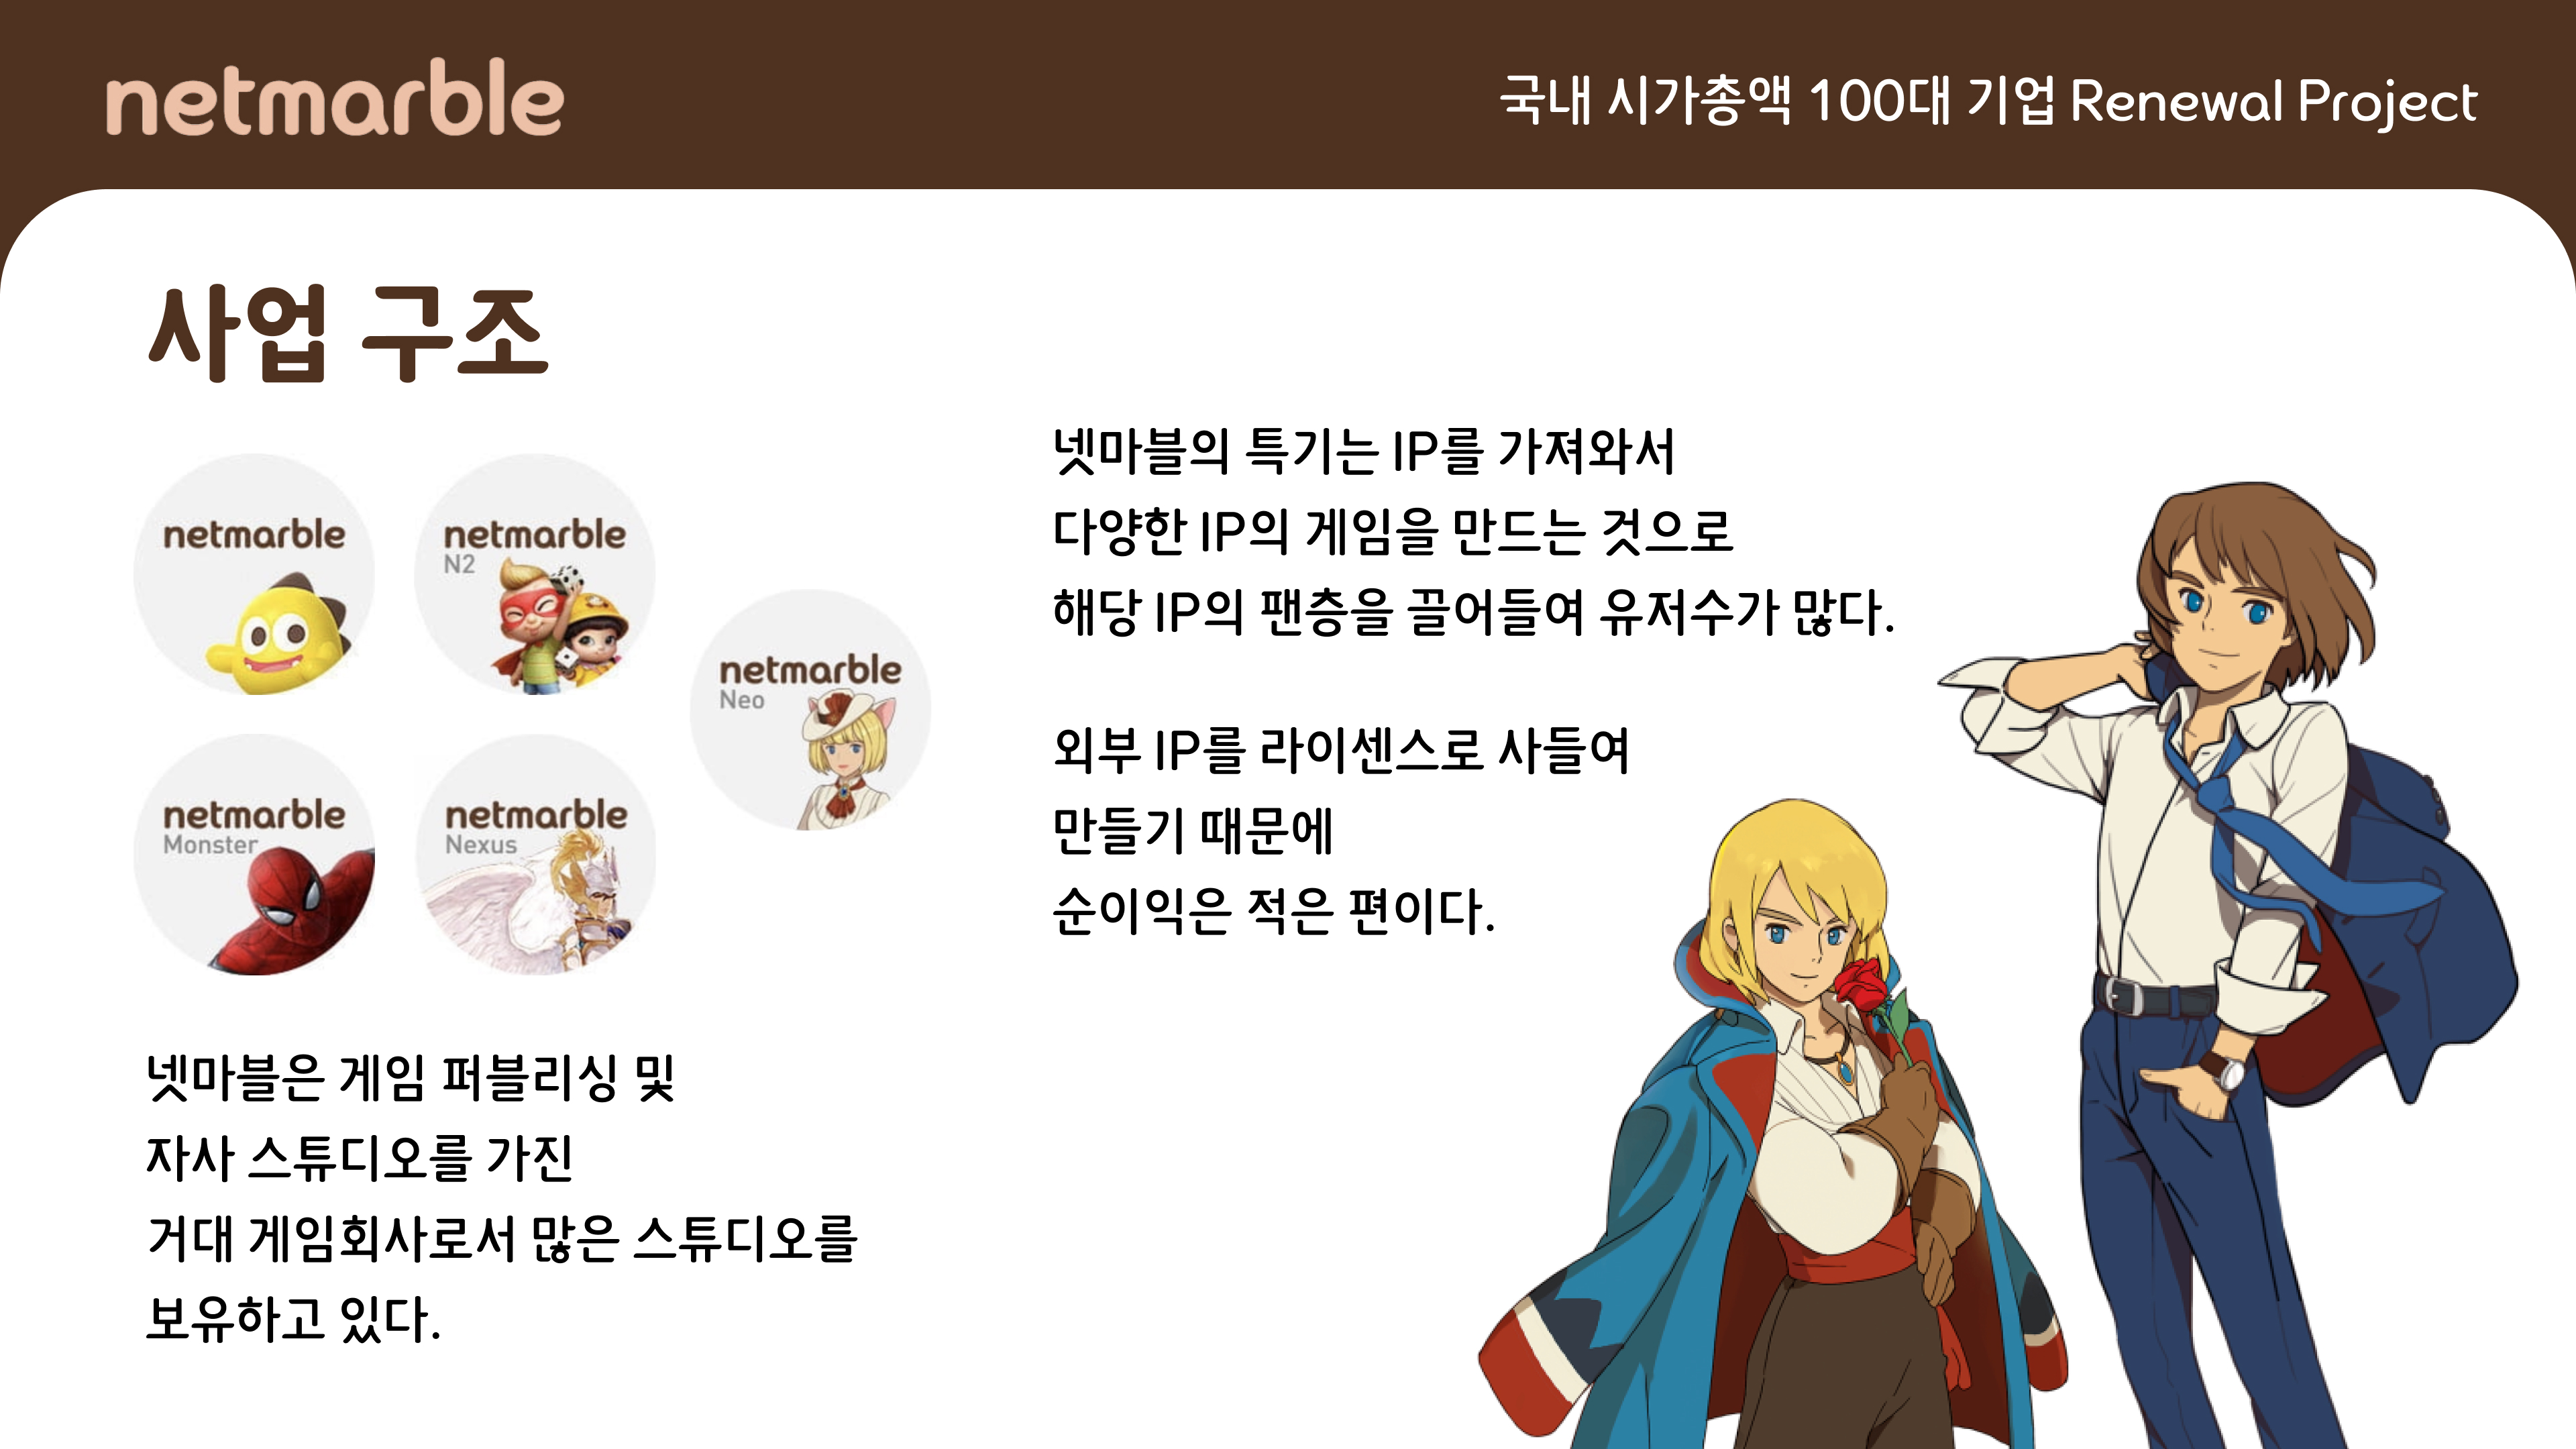 netmarble
국내 시가총액 100대 기업 Renewal Project
사업 구조
netmarble
netmarble
N2
netmarble
Neo
netmarble
Monster
netmarble
Nexus
넷마블은 게임 퍼블리싱 및
자사 스튜디오를 가진
거대 게임회사로서 많은 스튜디오를
보유하고 있다.
넷마블의 특기는 IP를 가져와서
다양한 IP의 게임을 만드는 것으로
해당 IP의 팬층을 끌어들여 유저수가 많다.
외부 IP를 라이센스로 사들여
만들기 때문에
순이익은 적은 편이다.